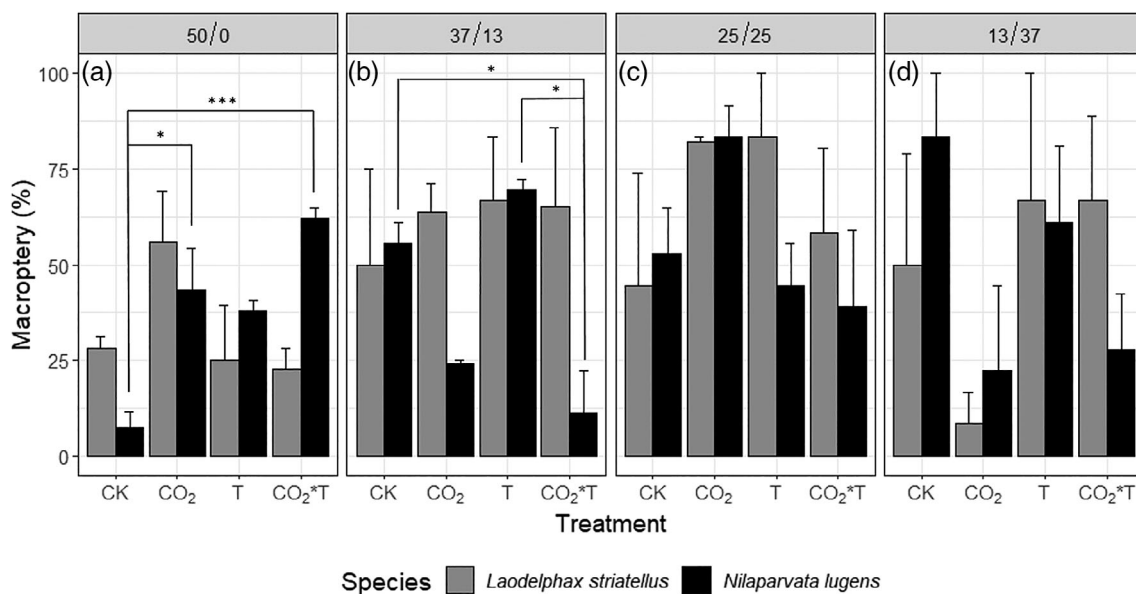 50/0 37/13 25/25 13/37
(a) (b) (c) (d)
***
*
*
*
Macroptery (%)
100
75
50
25
0
CK CO₂ T CO₂*T CK CO₂ T CO₂*T CK CO₂ T CO₂*T CK CO₂ T CO₂*T
Treatment
Species Laodelphax striatellus Nilaparvata lugens